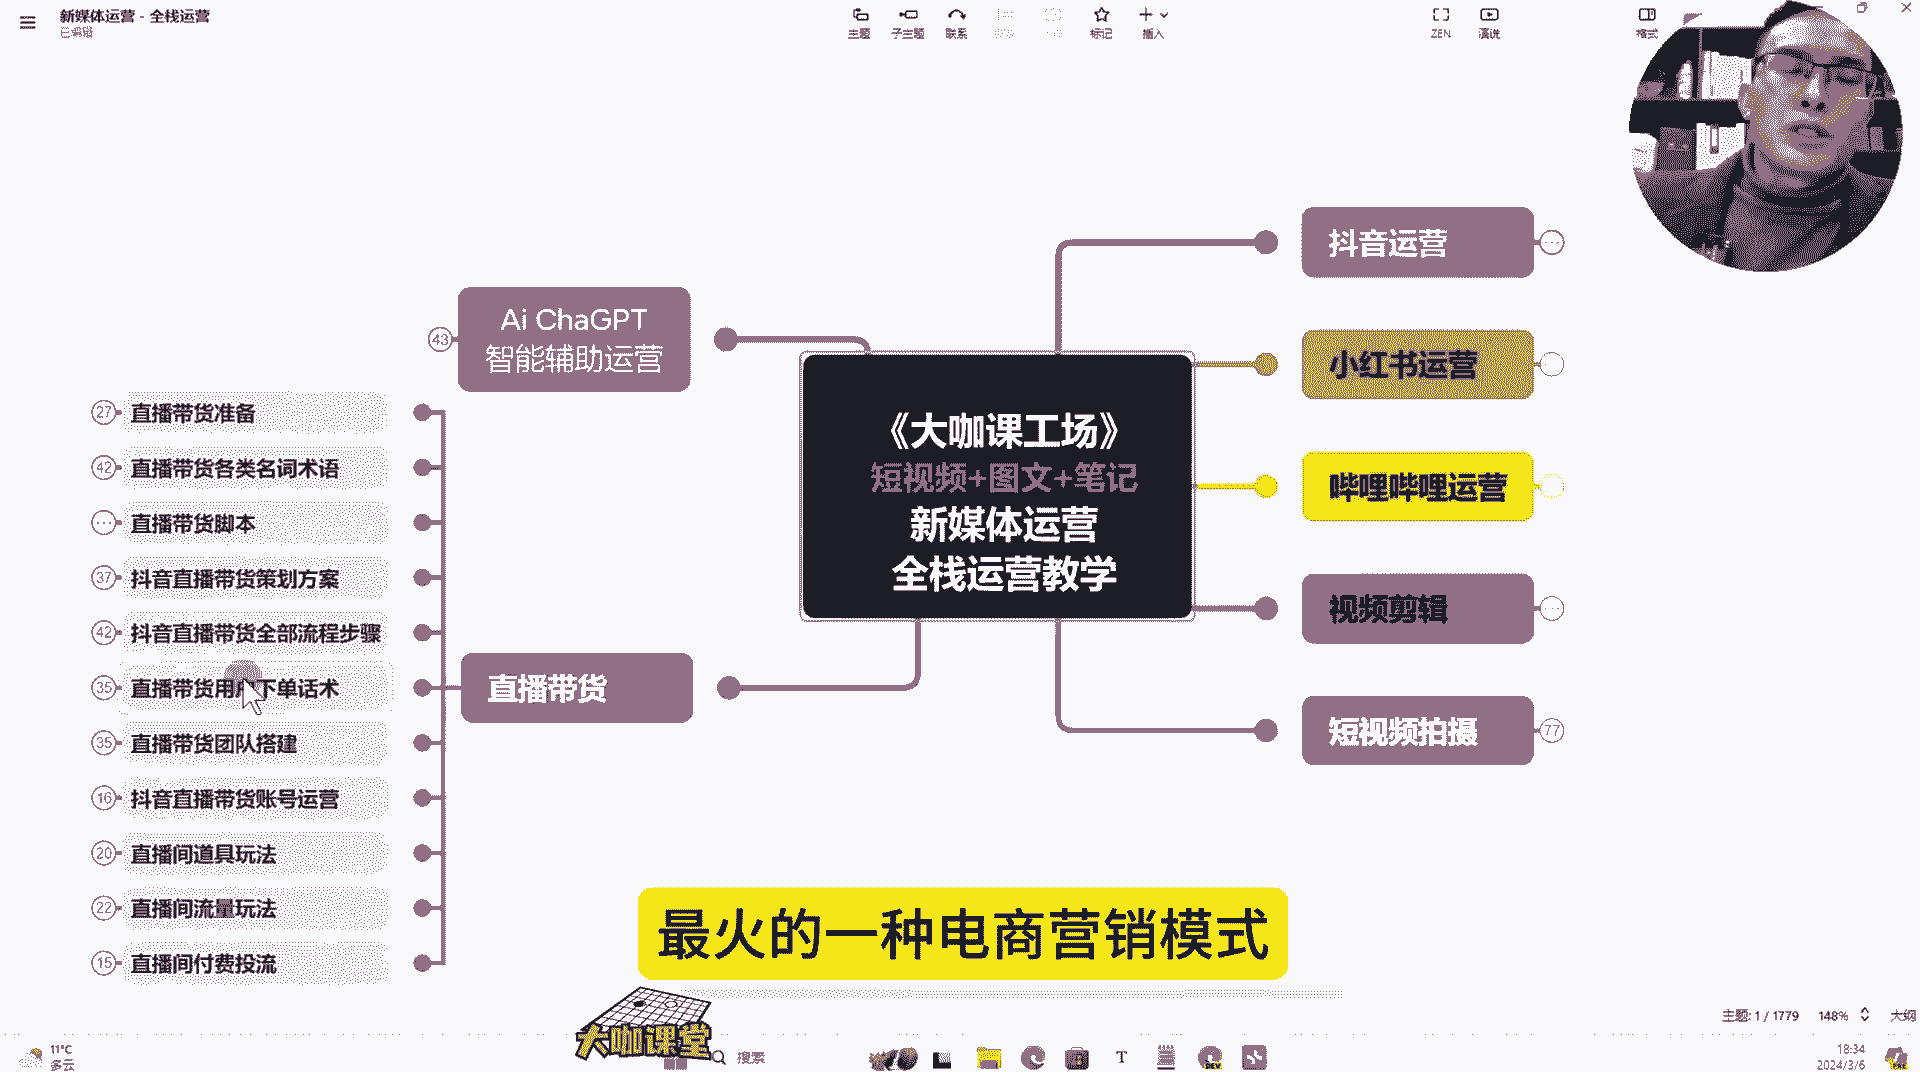 新媒体运营 - 全栈运营
已编辑
主题
子主题
联系
标记
插入
ZEN
演说
格式
Ai ChaGPT
智能辅助运营
43
27
直播带货准备
42
直播带货各类名词术语
直播带货脚本
37
抖音直播带货策划方案
42
抖音直播带货全部流程步骤
35
直播带货用户下单话术
35
直播带货团队搭建
16
抖音直播带货账号运营
20
直播间道具玩法
22
直播间流量玩法
15
直播间付费投流
直播带货
《大咖课工场》
短视频+图文+笔记
新媒体运营
全栈运营教学
抖音运营
小红书运营
哔哩哔哩运营
视频剪辑
短视频拍摄
77
最火的一种电商营销模式
大咖课堂
主题: 1 / 1779
148%
大纲
11°C
多云
搜索
18:34
2024/3/6